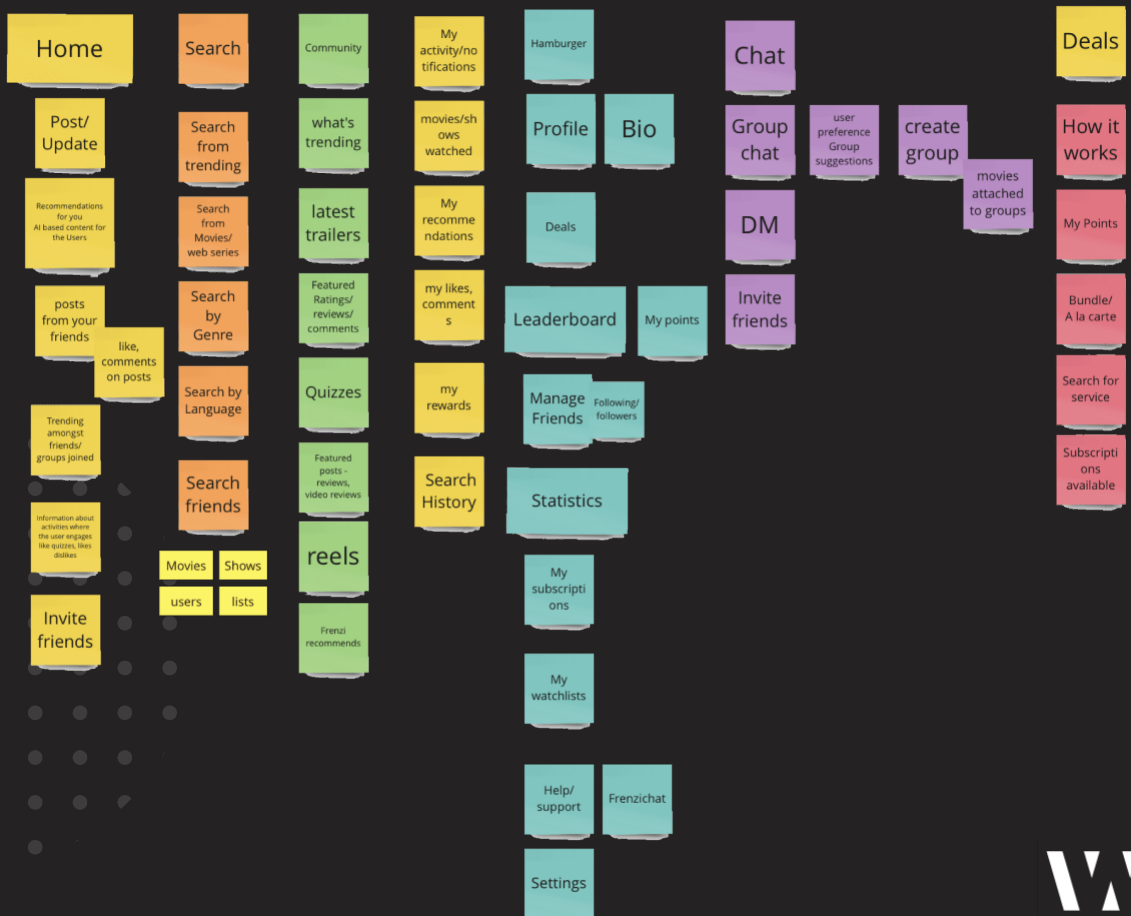 Home
Post/
Update
Recommendations
for you
AI based content for
the Users
posts
from your
friends
like,
comments
on posts
Trending
amongst
friends/
groups joined
Information about
activities where
the user engages
like quizzes, likes
dislikes
Invite
friends
Search
Search
from
trending
Search
from
Movies/
web series
Search
by
Genre
Search by
Language
Search
friends
Movies
Shows
users
lists
Community
what's
trending
latest
trailers
Featured
Ratings/
reviews/
comments
Quizzes
Featured
posts -
reviews,
video reviews
reels
Frenzi
recommends
My
activity/no
tifications
movies/sh
ows
watched
My
recomme
ndations
my likes,
comment
s
my
rewards
Search
History
Hamburger
Profile
Bio
Deals
Leaderboard
My points
Manage
Friends
Following/
followers
Statistics
My
subscripti
ons
My
watchlists
Help/
support
Frenzichat
Settings
Chat
Group
chat
user
preference
Group
suggestions
create
group
movies
attached
to groups
DM
Invite
friends
Deals
How it
works
My Points
Bundle/
A la carte
Search for
service
Subscripti
ons
available